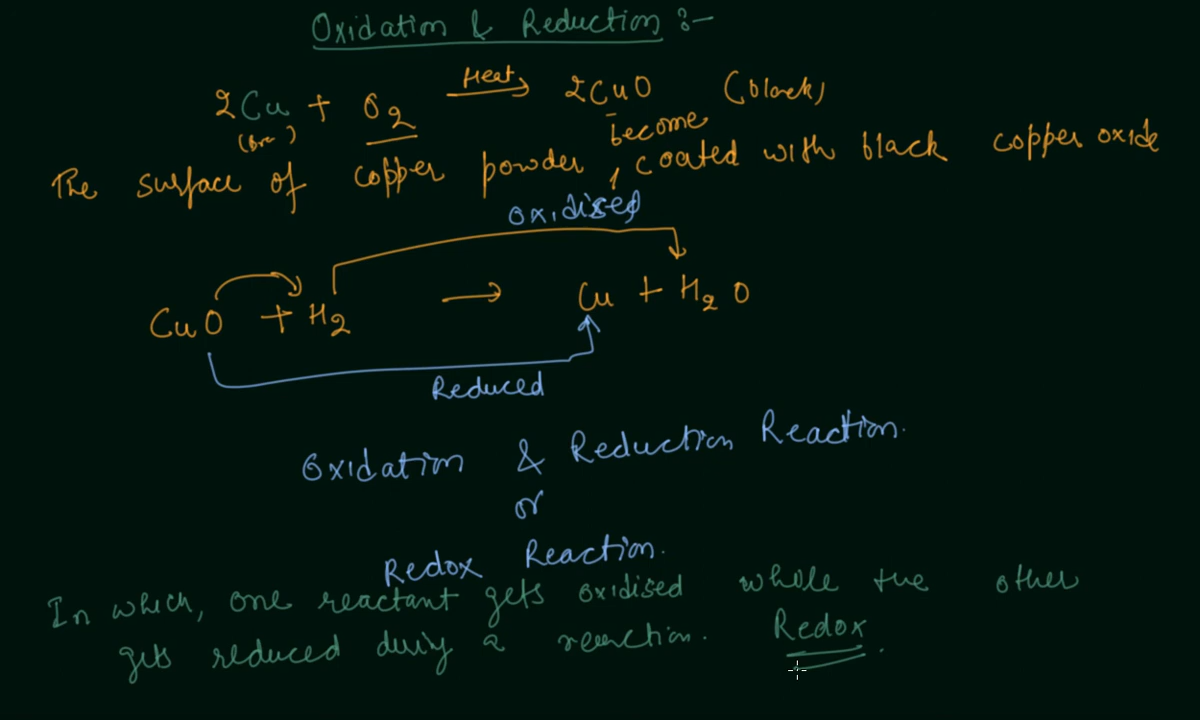 Oxidation & Reduction :-
2Cu + O2 Heat → 2CuO (black)
(bro)
become
The surface of copper powder, coated with black copper oxide
Oxidised
CuO + H2 → Cu + H2O
Reduced
Oxidation & Reduction Reaction.
or
Redox Reaction.
In which, one reactant gets oxidised whole the other
gets reduced during a reaction. Redox.